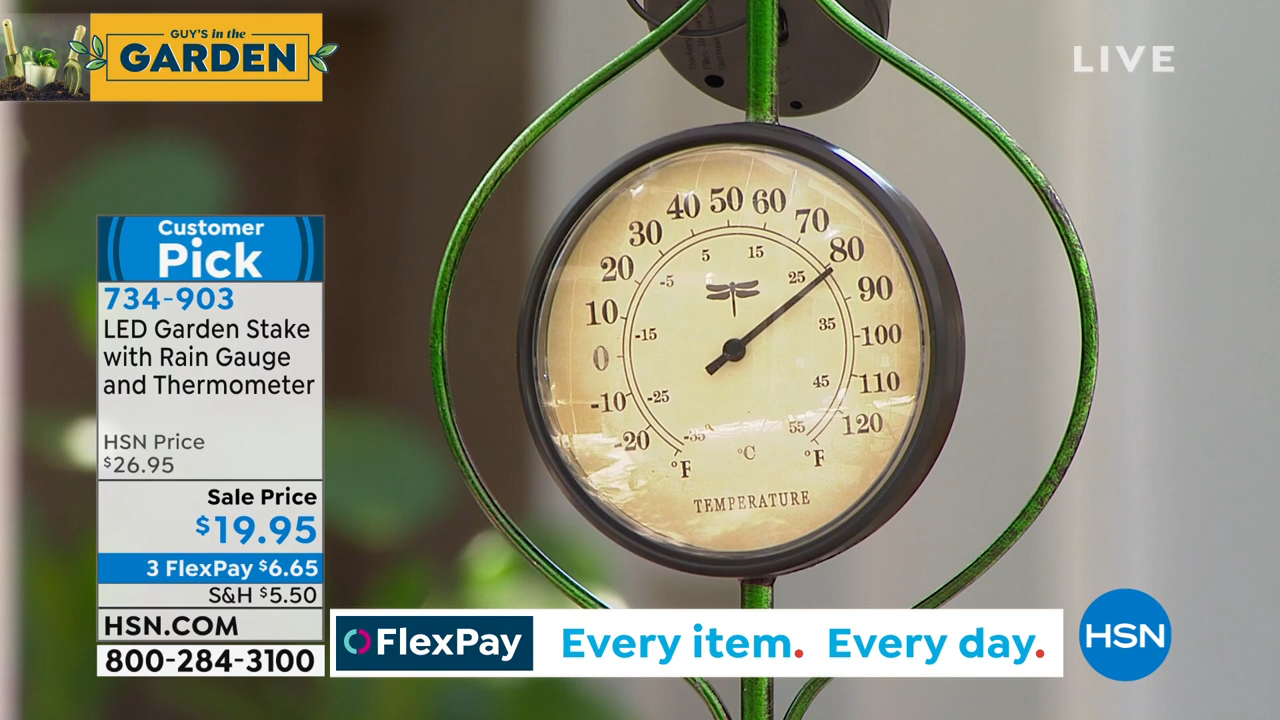 GUY'S in the
GARDEN
LIVE
Customer
Pick
734-903
LED Garden Stake
with Rain Gauge
and Thermometer
HSN Price
$26.95
Sale Price
$19.95
3 FlexPay $6.65
S&H $5.50
HSN.COM
800-284-3100
FlexPay Every item. Every day.
HSN
-20
-10
0
10
20
30
40
50
60
70
80
90
100
110
120
°F
°F
-35
-25
-15
-5
5
15
25
35
45
55
°C
TEMPERATURE